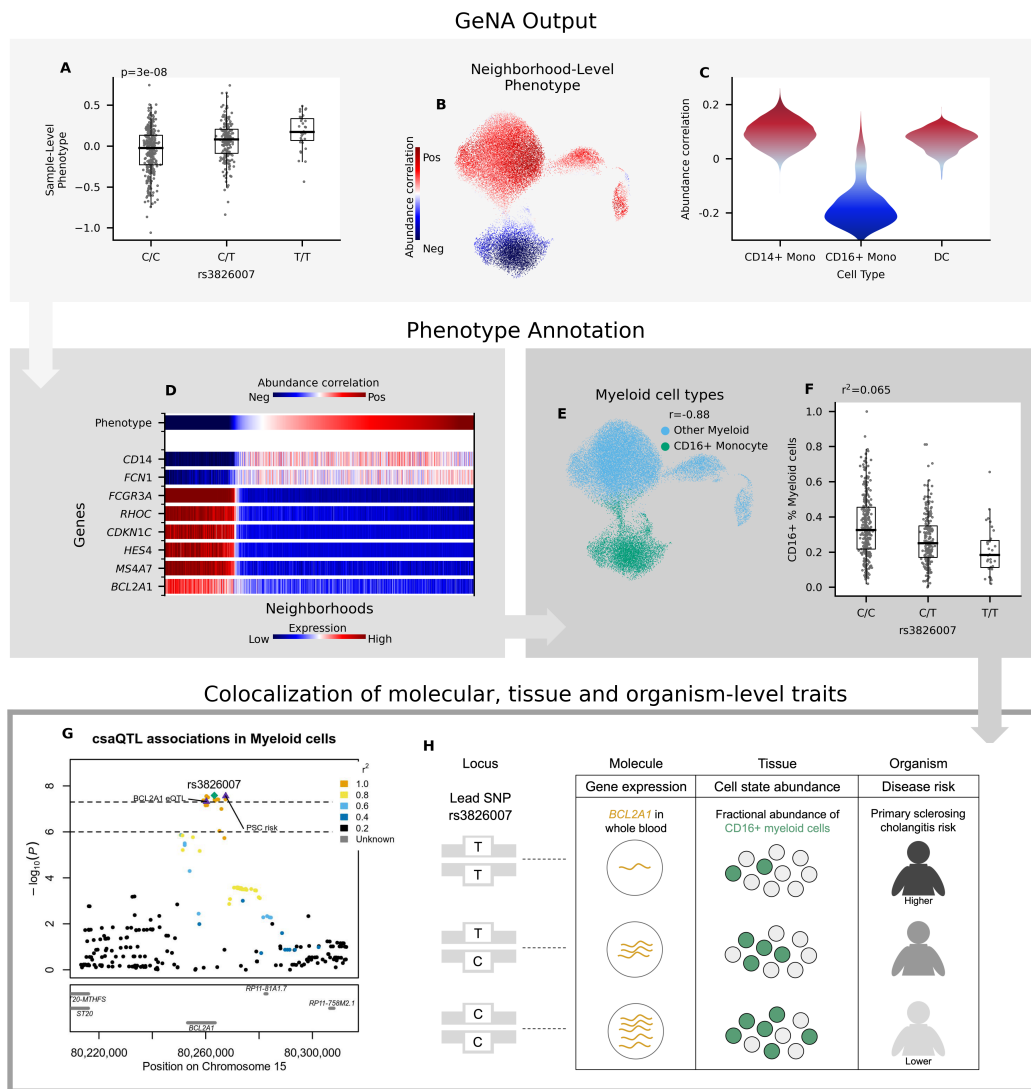 GeNA Output
A
p=3e-08
Sample-Level
Phenotype
0.5
0.0
−0.5
−1.0
C/C
C/T
T/T
rs3826007
Neighborhood-Level
Phenotype
B
Abundance correlation
Pos
Neg
C
Abundance correlation
0.2
0
-0.2
CD14+ Mono
CD16+ Mono
DC
Cell Type
Phenotype Annotation
D
Abundance correlation
Neg
Pos
Phenotype
Genes
CD14
FCN1
FCGR3A
RHOC
CDKN1C
HES4
MS4A7
BCL2A1
Neighborhoods
Expression
Low
High
Myeloid cell types
E
r=-0.88
Other Myeloid
CD16+ Monocyte
F
r²=0.065
CD16+ % Myeloid cells
1.0
0.8
0.6
0.4
0.2
0.0
C/C
C/T
T/T
rs3826007
Colocalization of molecular, tissue and organism-level traits
G
csaQTL associations in Myeloid cells
− log₁₀(P)
8
6
4
2
0
rs3826007
BCL2A1 eQTL
PSC risk
r²
1.0
0.8
0.6
0.4
0.2
Unknown
RP11-81A1.7
T20-MTHFS
RP11-758M2.1
ST20
BCL2A1
80,220,000
80,260,000
80,300,000
Position on Chromosome 15
H
Locus
Molecule
Tissue
Organism
Gene expression
Cell state abundance
Disease risk
Lead SNP
rs3826007
BCL2A1 in
whole blood
Fractional abundance of
CD16+ myeloid cells
Primary sclerosing
cholangitis risk
T
T
Higher
T
C
C
C
Lower